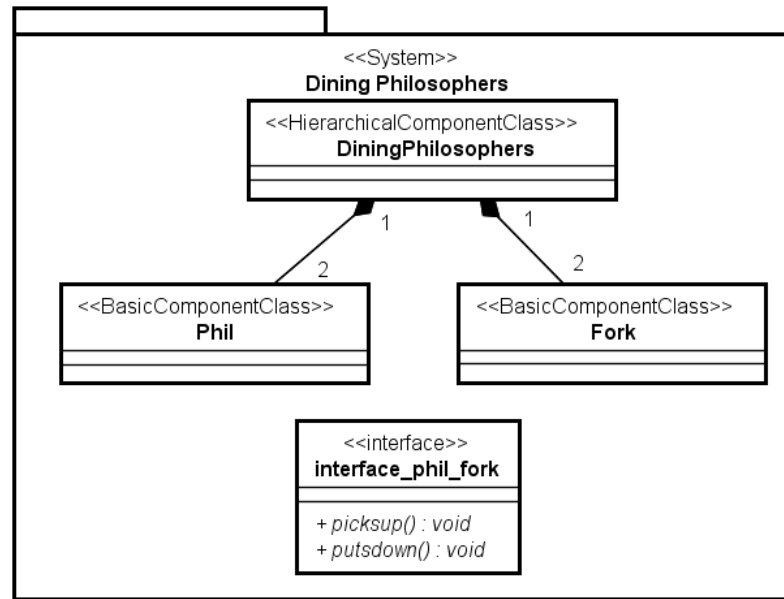 <<System>>
Dining Philosophers
<<HierarchicalComponentClass>>
DiningPhilosophers
1
1
2
2
<<BasicComponentClass>>
Phil
<<BasicComponentClass>>
Fork
<<interface>>
interface_phil_fork
+ picksup() : void
+ putsdown() : void